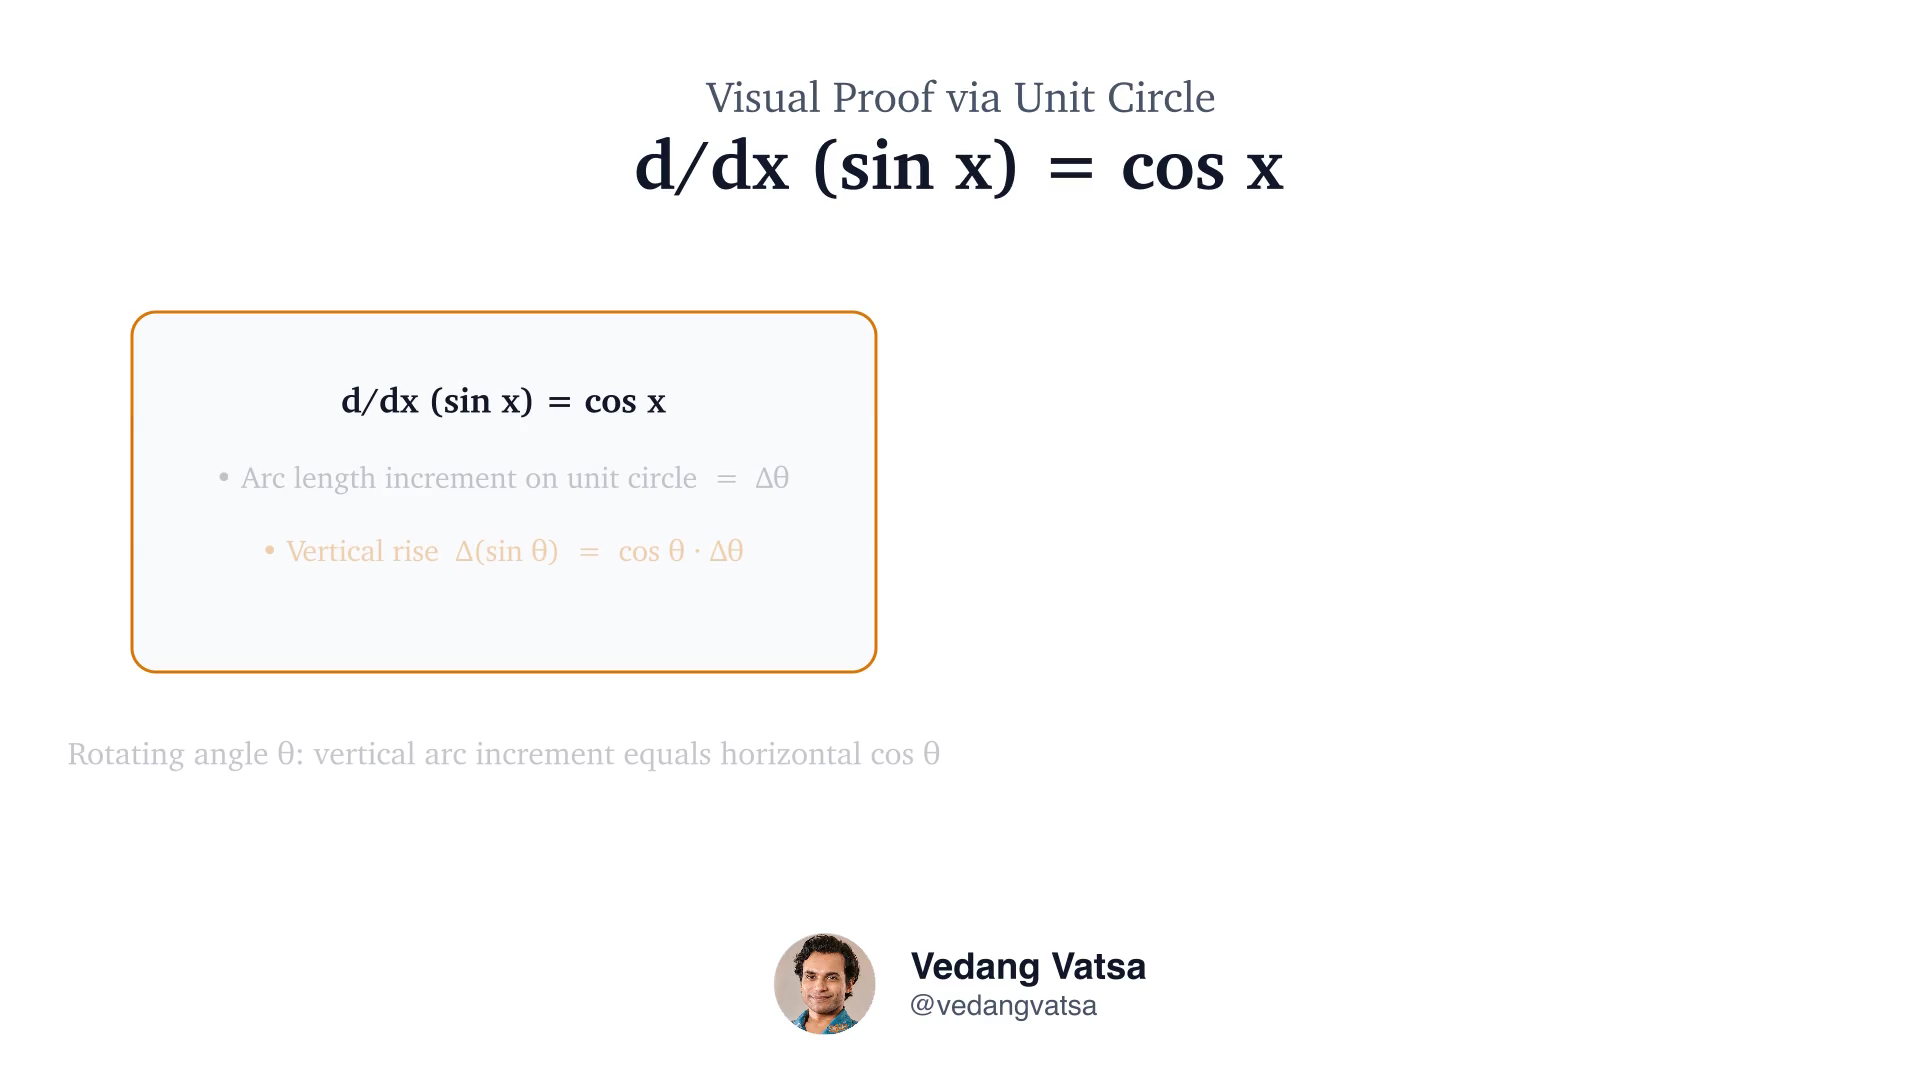 Visual Proof via Unit Circle
d/dx (sin x) = cos x
d/dx (sin x) = cos x
• Arc length increment on unit circle = Δθ
• Vertical rise Δ(sin θ) = cos θ · Δθ
Rotating angle θ: vertical arc increment equals horizontal cos θ
Vedang Vatsa
@vedangvatsa